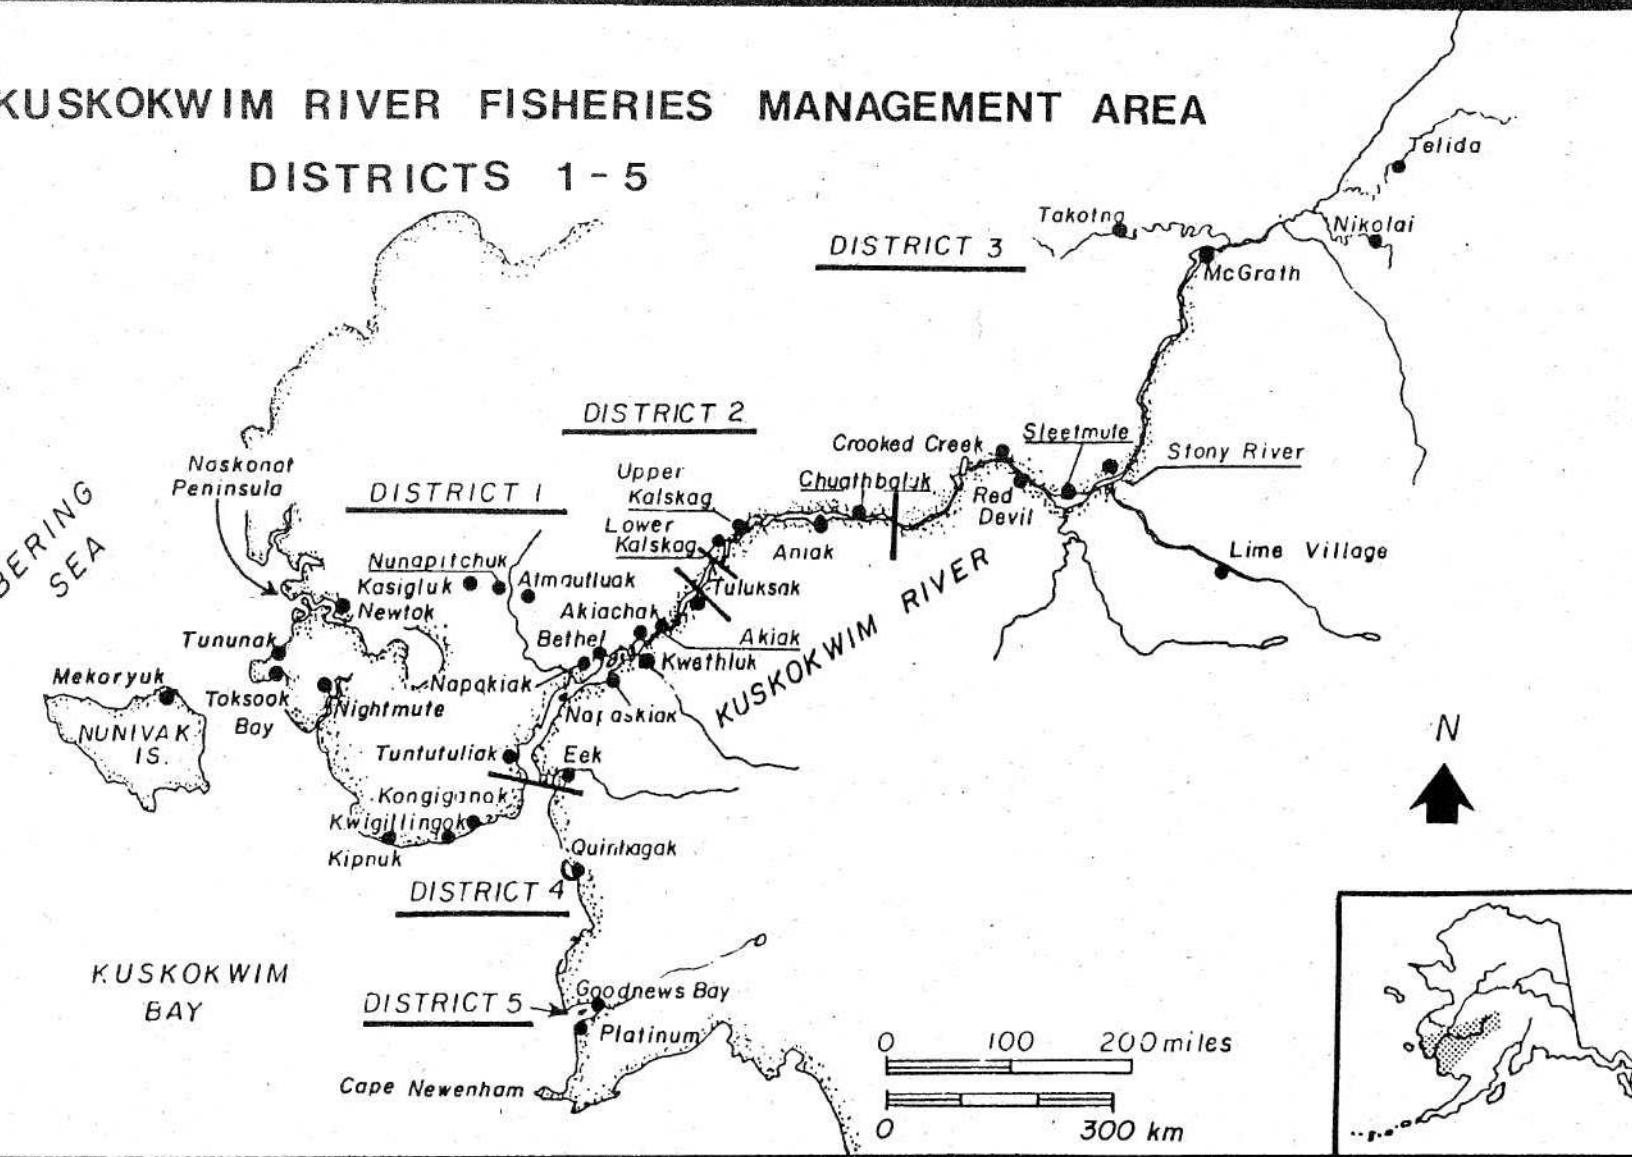 KUSKOKWIM RIVER FISHERIES MANAGEMENT AREA
DISTRICTS 1-5
Telida
Takotna
Nikolai
DISTRICT 3
McGrath
DISTRICT 2
Crooked Creek
Sleetmute
Stony River
Naskonat
Peninsula
Upper
Kalskag
Chuathbaluk
DISTRICT 1
Red
Devil
BERING
SEA
Lower
Kalskag
Aniak
Lime Village
Nunapitchuk
Kasigluk
Atmautluak
Tuluksak
Newtok
Akiachak
KUSKOKWIM RIVER
Tununak
Bethel
Akiak
Kwethluk
Mekoryuk
Napakiak
Toksook
Bay
Nightmute
Napaskiak
NUNIVAK
IS.
N
Tuntutuliak
Eek
Kongiganak
Kwigillingok
Kipnuk
Quinhagak
DISTRICT 4
KUSKOKWIM
BAY
DISTRICT 5
Goodnews Bay
Platinum
0 100 200 miles
Cape Newenham
0 300 km